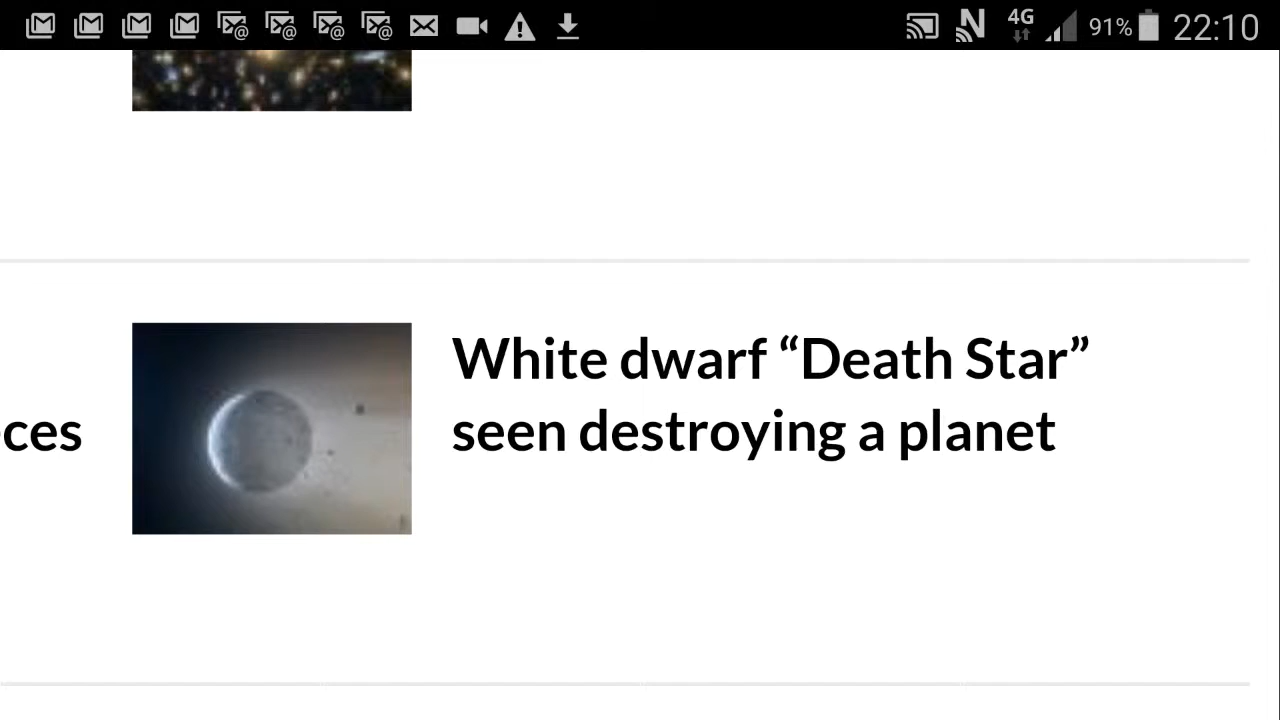 4G 91% 22:10
White dwarf “Death Star”
ces seen destroying a planet